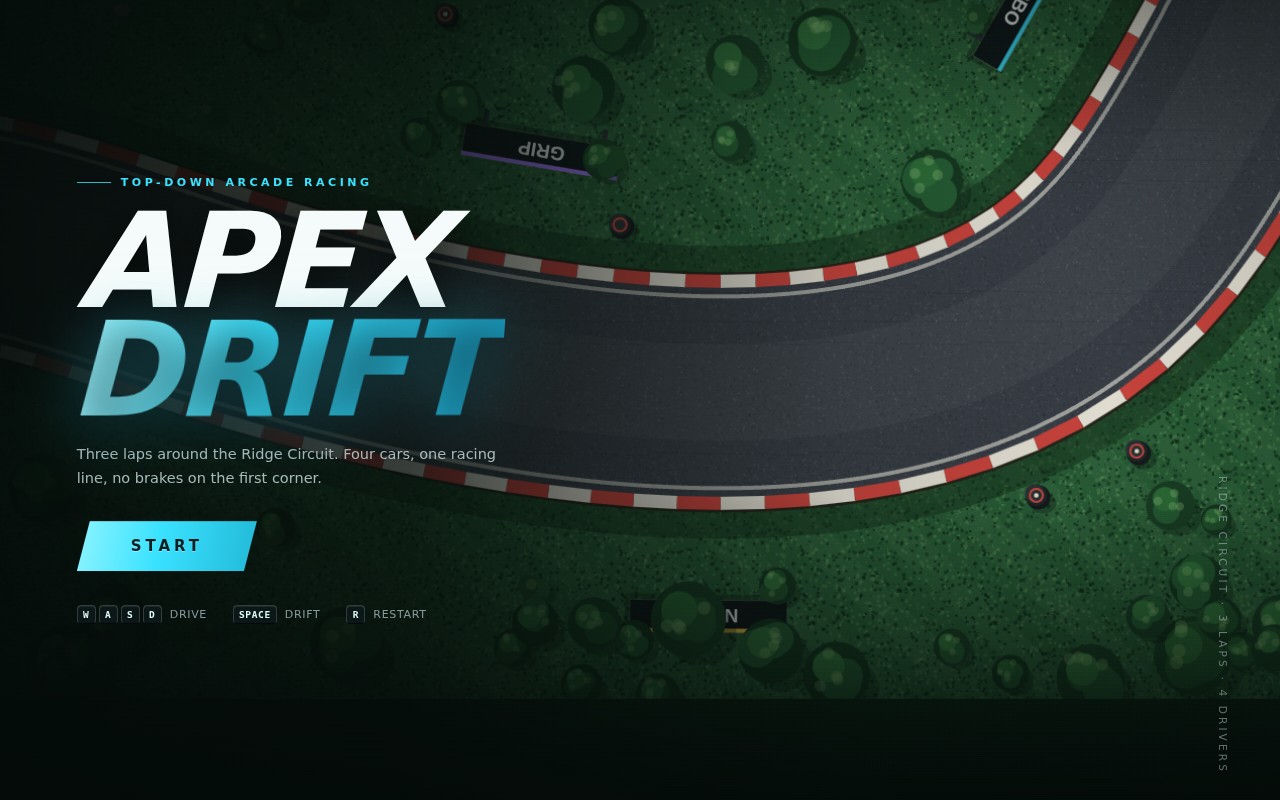 TOP-DOWN ARCADE RACING
APEX
DRIFT
Three laps around the Ridge Circuit. Four cars, one racing
line, no brakes on the first corner.
START
W A S D DRIVE SPACE DRIFT R RESTART
GRIP
RIDGE CIRCUIT · 3 LAPS · 4 DRIVERS